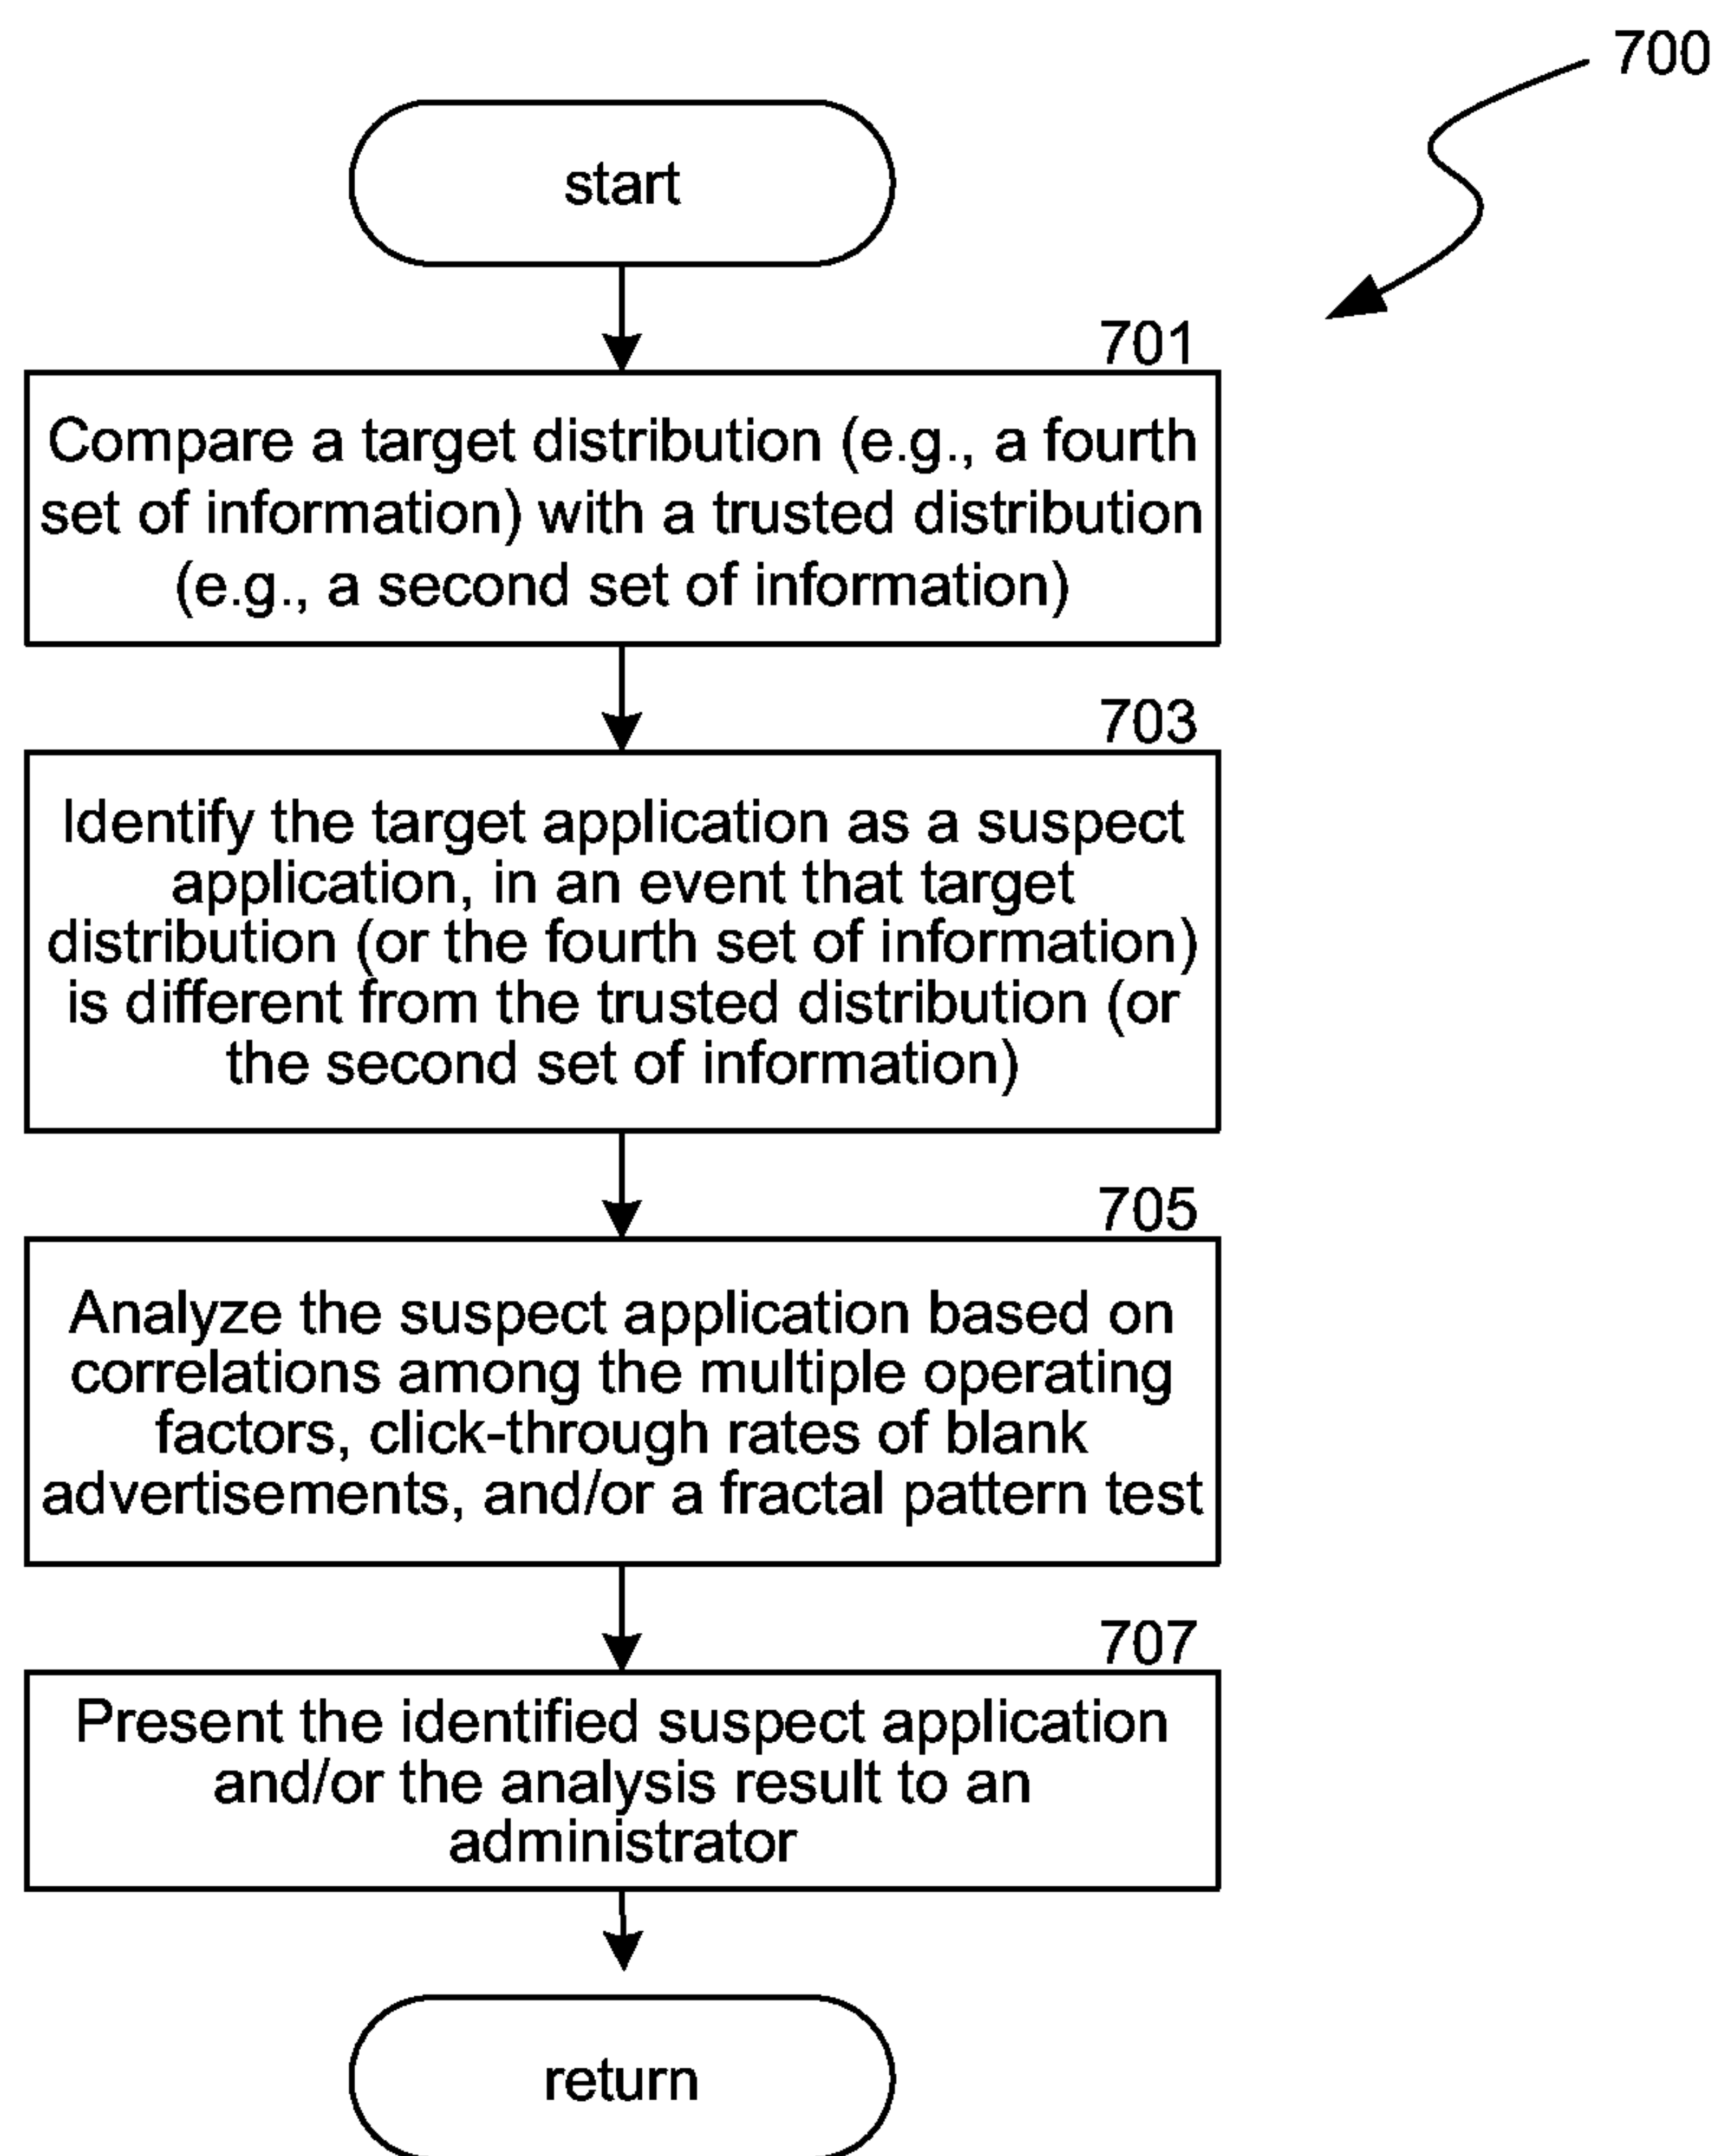 700
start
701
Compare a target distribution (e.g., a fourth
set of information) with a trusted distribution
(e.g., a second set of information)
703
Identify the target application as a suspect
application, in an event that target
distribution (or the fourth set of information)
is different from the trusted distribution (or
the second set of information)
705
Analyze the suspect application based on
correlations among the multiple operating
factors, click-through rates of blank
advertisements, and/or a fractal pattern test
707
Present the identified suspect application
and/or the analysis result to an
administrator
return